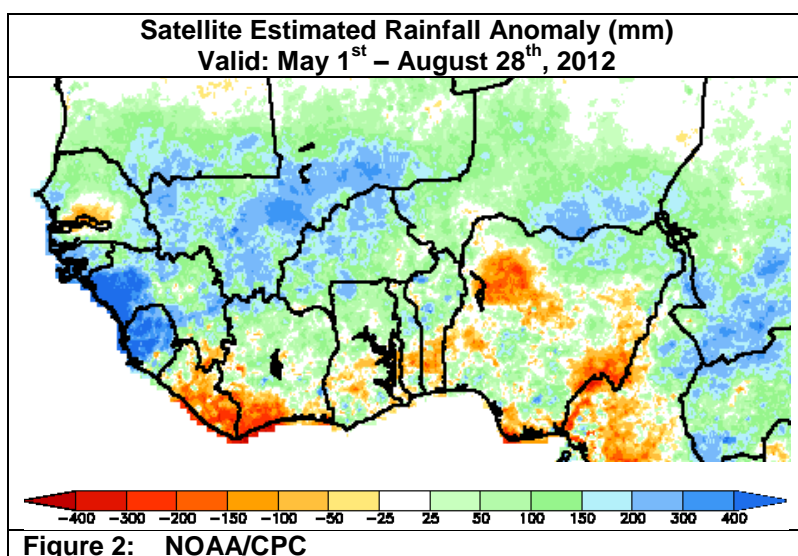 Satellite Estimated Rainfall Anomaly (mm)
Valid: May 1st – August 28th, 2012
-400 -300 -150 -100 -50 -25 25 50 100 150 200 300 400
Figure 2: NOAA/CPC